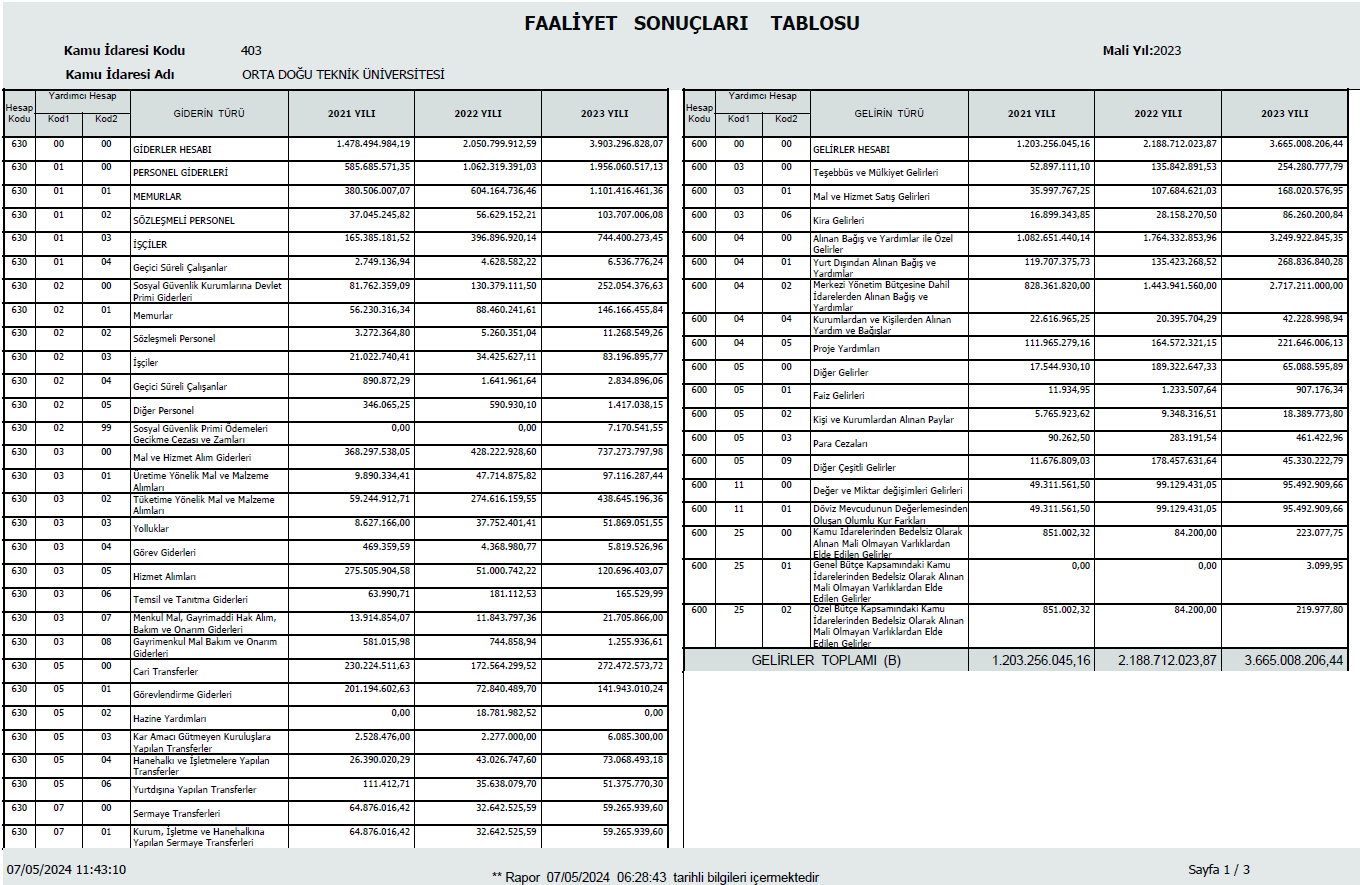 FAALİYET SONUÇLARI TABLOSU
Kamu İdaresi Kodu 403 Mali Yıl:2023
Kamu İdaresi Adı ORTA DOĞU TEKNİK ÜNİVERSİTESİ
Hesap Kodu Yardımcı Hesap Kod1 Kod2 GİDERİN TÜRÜ 2021 YILI 2022 YILI 2023 YILI
630 00 00 GİDERLER HESABI 1.478.494.984,19 2.050.799.912,59 3.903.296.828,07
630 01 00 PERSONEL GİDERLERİ 585.685.571,35 1.062.319.391,03 1.956.060.517,13
630 01 01 MEMURLAR 380.506.007,07 604.164.736,46 1.101.416.461,36
630 01 02 SÖZLEŞMELİ PERSONEL 37.045.245,82 56.629.152,21 103.707.006,08
630 01 03 İŞÇİLER 165.385.181,52 396.896.920,14 744.400.273,45
630 01 04 Geçici Süreli Çalışanlar 2.749.136,94 4.628.582,22 6.536.776,24
630 02 00 Sosyal Güvenlik Kurumlarına Devlet Primi Giderleri 81.762.359,09 130.379.111,50 252.054.376,63
630 02 01 Memurlar 56.230.316,34 88.460.241,61 146.166.455,84
630 02 02 Sözleşmeli Personel 3.272.364,80 5.260.351,04 11.268.549,26
630 02 03 İşçiler 21.022.740,41 34.425.627,11 83.196.895,77
630 02 04 Geçici Süreli Çalışanlar 890.872,29 1.641.961,64 2.834.896,06
630 02 05 Diğer Personel 346.065,25 590.930,10 1.417.038,15
630 02 99 Sosyal Güvenlik Primi Ödemeleri Gecikme Cezası ve Zamları 0,00 0,00 7.170.541,55
630 03 00 Mal ve Hizmet Alım Giderleri 368.297.538,05 428.222.928,60 737.273.797,98
630 03 01 Üretime Yönelik Mal ve Malzeme Alımları 9.890.334,41 47.714.875,82 97.116.287,44
630 03 02 Tüketime Yönelik Mal ve Malzeme Alımları 59.244.912,71 274.616.159,55 438.645.196,36
630 03 03 Yolluklar 8.627.166,00 37.752.401,41 51.869.051,55
630 03 04 Görev Giderleri 469.359,59 4.368.980,77 5.819.526,96
630 03 05 Hizmet Alımları 275.505.904,58 51.000.742,22 120.696.403,07
630 03 06 Temsil ve Tanıtma Giderleri 63.990,71 181.112,53 165.529,99
630 03 07 Menkul Mal, Gayrimaddi Hak Alım, Bakım ve Onarım Giderleri 13.914.854,07 11.843.797,36 21.705.866,00
630 03 08 Gayrimenkul Mal Bakım ve Onarım Giderleri 581.015,98 744.858,94 1.255.936,61
630 05 00 Cari Transferler 230.224.511,63 172.564.299,52 272.472.573,72
630 05 01 Görevlendirme Giderleri 201.194.602,63 72.840.489,70 141.943.010,24
630 05 02 Hazine Yardımları 0,00 18.781.982,52 0,00
630 05 03 Kar Amacı Gütmeyen Kuruluşlara Yapılan Transferler 2.528.476,00 2.277.000,00 6.085.300,00
630 05 04 Hanehalkı ve İşletmelere Yapılan Transferler 26.390.020,29 43.026.747,60 73.068.493,18
630 05 06 Yurtdışına Yapılan Transferler 111.412,71 35.638.079,70 51.375.770,30
630 07 00 Sermaye Transferleri 64.876.016,42 32.642.525,59 59.265.939,60
630 07 01 Kurum, İşletme ve Hanehalkına Yapılan Sermaye Transferleri 64.876.016,42 32.642.525,59 59.265.939,60
Hesap Kodu Yardımcı Hesap Kod1 Kod2 GELİRİN TÜRÜ 2021 YILI 2022 YILI 2023 YILI
600 00 00 GELİRLER HESABI 1.203.256.045,16 2.188.712.023,87 3.665.008.206,44
600 03 00 Teşebbüs ve Mülkiyet Gelirleri 52.897.111,10 135.842.891,53 254.280.777,79
600 03 01 Mal ve Hizmet Satış Gelirleri 35.997.767,25 107.684.621,03 168.020.576,95
600 03 06 Kira Gelirleri 16.899.343,85 28.158.270,50 86.260.200,84
600 04 00 Alınan Bağış ve Yardımlar ile Özel Gelirler 1.082.651.440,14 1.764.332.853,96 3.249.922.845,35
600 04 01 Yurt Dışından Alınan Bağış ve Yardımlar 119.707.375,73 135.423.268,52 268.836.840,28
600 04 02 Merkezi Yönetim Bütçesine Dahil İdarelerden Alınan Bağış ve Yardımlar 828.361.820,00 1.443.941.560,00 2.717.211.000,00
600 04 04 Kurumlardan ve Kişilerden Alınan Yardım ve Bağışlar 22.616.965,25 20.395.704,29 42.228.998,94
600 04 05 Proje Yardımları 111.965.279,16 164.572.321,15 221.646.006,13
600 05 00 Diğer Gelirler 17.544.930,10 189.322.647,33 65.088.595,89
600 05 01 Faiz Gelirleri 11.934,95 1.233.507,64 907.176,34
600 05 02 Kişi ve Kurumlardan Alınan Paylar 5.765.923,62 9.348.316,51 18.389.773,80
600 05 03 Para Cezaları 90.262,50 283.191,54 461.422,96
600 05 09 Diğer Çeşitli Gelirler 11.676.809,03 178.457.631,64 45.330.222,79
600 11 00 Değer ve Miktar değişimleri Gelirleri 49.311.561,50 99.129.431,05 95.492.909,66
600 11 01 Döviz Mevcudunun Değerlemesinden Oluşan Olumlu Kur Farkları 49.311.561,50 99.129.431,05 95.492.909,66
600 25 00 Kamu İdarelerinden Bedelsiz Olarak Alınan Mali Olmayan Varlıklardan Elde Edilen Gelirler 851.002,32 84.200,00 223.077,75
600 25 01 Genel Bütçe Kapsamındaki Kamu İdarelerinden Bedelsiz Olarak Alınan Mali Olmayan Varlıklardan Elde Edilen Gelirler 0,00 0,00 3.099,95
600 25 02 Özel Bütçe Kapsamındaki Kamu İdarelerinden Bedelsiz Olarak Alınan Mali Olmayan Varlıklardan Elde Edilen Gelirler 851.002,32 84.200,00 219.977,80
GELİRLER TOPLAMI (B) 1.203.256.045,16 2.188.712.023,87 3.665.008.206,44
07/05/2024 11:43:10
** Rapor 07/05/2024 06:28:43 tarihli bilgileri içermektedir
Sayfa 1 / 3